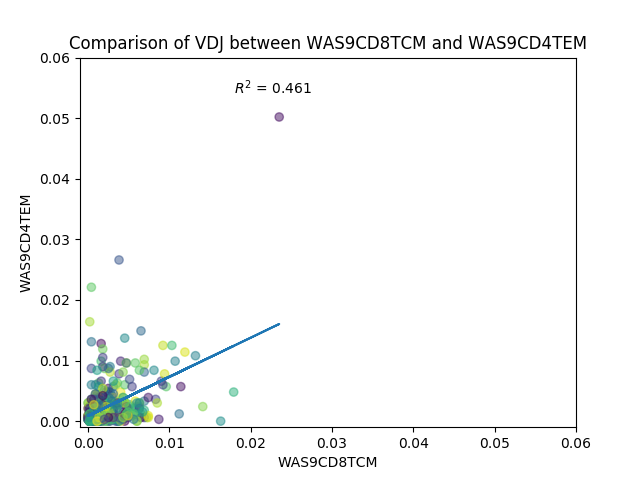 Comparison of VDJ between WAS9CD8TCM and WAS9CD4TEM
R² = 0.461
0.06
0.05
0.04
0.03
0.02
0.01
0.00
WAS9CD4TEM
0.00 0.01 0.02 0.03 0.04 0.05 0.06
WAS9CD8TCM